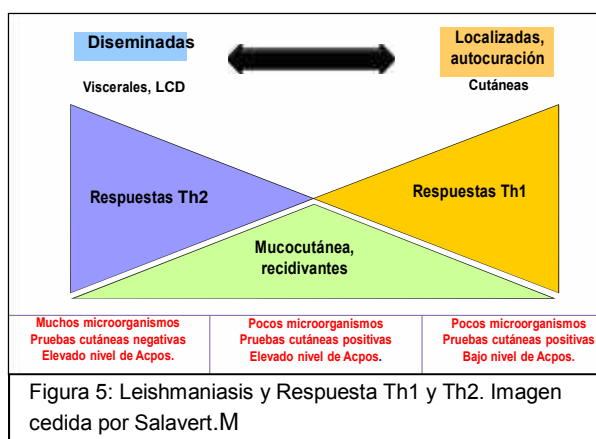 Diseminadas
Localizadas,
autocuración
Viscerales, LCD
Cutáneas
Respuestas Th2
Respuestas Th1
Mucocutánea,
recidivantes
Muchos microorganismos
Pruebas cutáneas negativas
Elevado nivel de Acpos.
Pocos microorganismos
Pruebas cutáneas positivas
Elevado nivel de Acpos.
Pocos microorganismos
Pruebas cutáneas positivas
Bajo nivel de Acpos.
Figura 5: Leishmaniasis y Respuesta Th1 y Th2. Imagen
cedida por Salavert.M